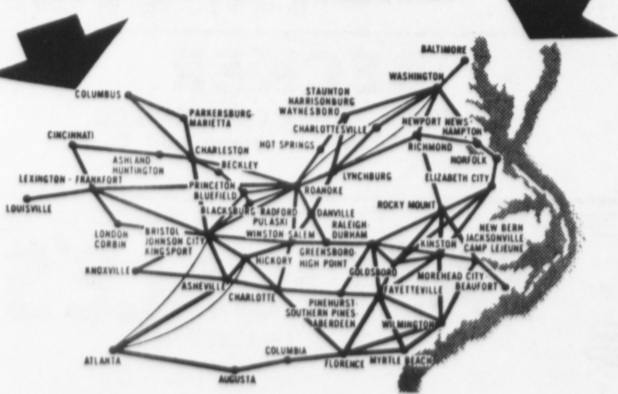 BALTIMORE
WASHINGTON
COLUMBUS
STAUNTON
HARRISONBURG
WAYNESBORO
PARKERSBURG-
MARIETTA
CHARLOTTESVILLE
NEWPORT NEWS-
HAMPTON
CINCINNATI
CHARLESTON
HOT SPRINGS
RICHMOND
NORFOLK
ASHLAND
HUNTINGTON
BECKLEY
LYNCHBURG
ELIZABETH CITY
LEXINGTON - FRANKFORT
PRINCETON
BLUEFIELD
ROANOKE
LOUISVILLE
BLACKSBURG RADFORD
PULASKI
DANVILLE
ROCKY MOUNT
LONDON
CORBIN
BRISTOL
JOHNSON CITY
KINGSPORT
WINSTON SALEM
RALEIGH-
DURHAM
NEW BERN
JACKSONVILLE
CAMP LEJEUNE
KINSTON
HICKORY
GREENSBORO
HIGH POINT
GOLDSBORO
KNOXVILLE
MOREHEAD CITY
BEAUFORT
ASHEVILLE
CHARLOTTE
PINEHURST-
SOUTHERN PINES-
ABERDEEN
FAYETTEVILLE
WILMINGTON
ATLANTA
COLUMBIA
FLORENCE
MYRTLE BEACH
AUGUSTA